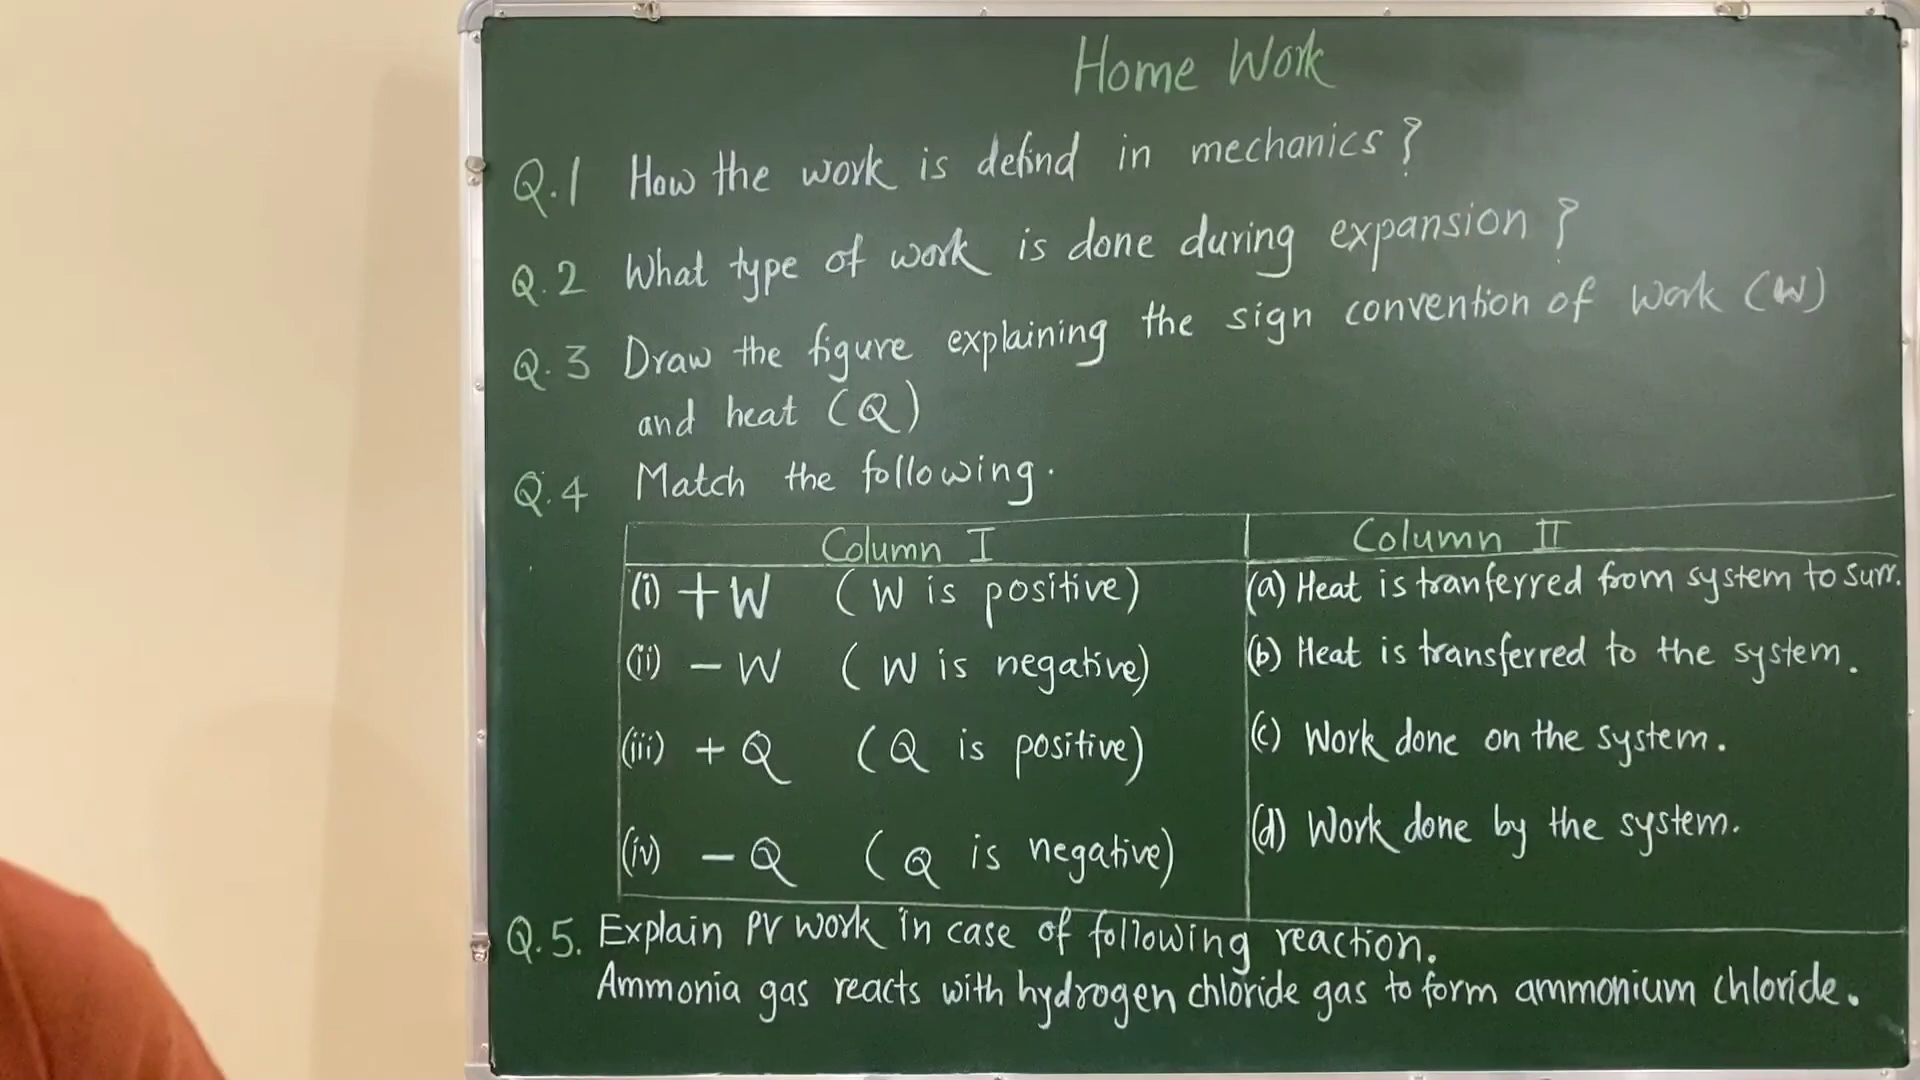 Home Work
Q.1 How the work is defind in mechanics?
Q.2 What type of work is done during expansion?
Q.3 Draw the figure explaining the sign convention of work (W)
and heat (Q)
Q.4 Match the following.
Column I Column II
(i) +W (W is positive) (a) Heat is tranferred from system to surr.
(ii) - W (W is negative) (b) Heat is transferred to the system.
(iii) + Q (Q is positive) (c) Work done on the system.
(iv) - Q (Q is negative) (d) Work done by the system.
Q.5. Explain PV work in case of following reaction.
Ammonia gas reacts with hydrogen chloride gas to form ammonium chloride.